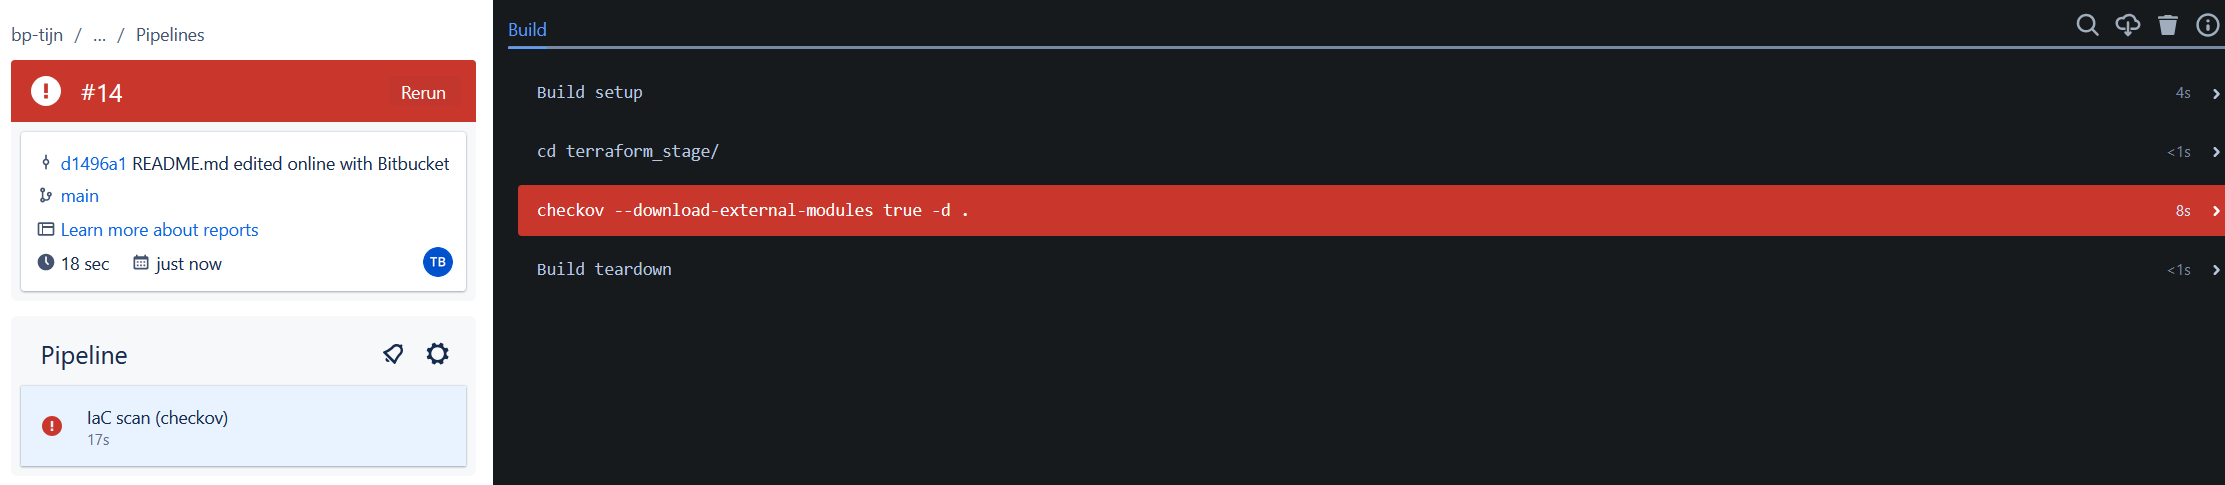 bp-tijn / ... / Pipelines
#14
Rerun
d1496a1 README.md edited online with Bitbucket
main
Learn more about reports
18 sec just now
TB
Pipeline
IaC scan (checkov)
17s
Build
Build setup 4s
cd terraform_stage/ <1s
checkov --download-external-modules true -d . 8s
Build teardown <1s